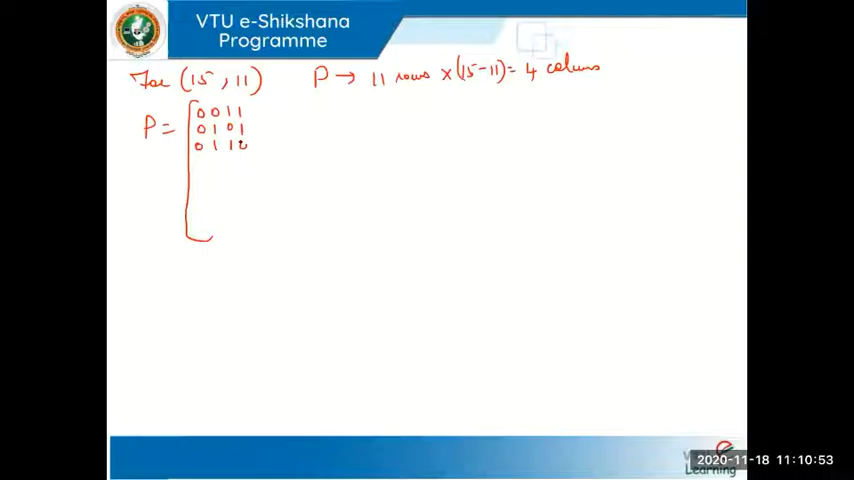 VTU e-Shikshana
Programme
For (15, 11) P → 11 rows × (15-11) = 4 colums
P = [ 0 0 1 1
0 1 0 1
0 1 1 0
2020-11-18 11:10:53
Learning